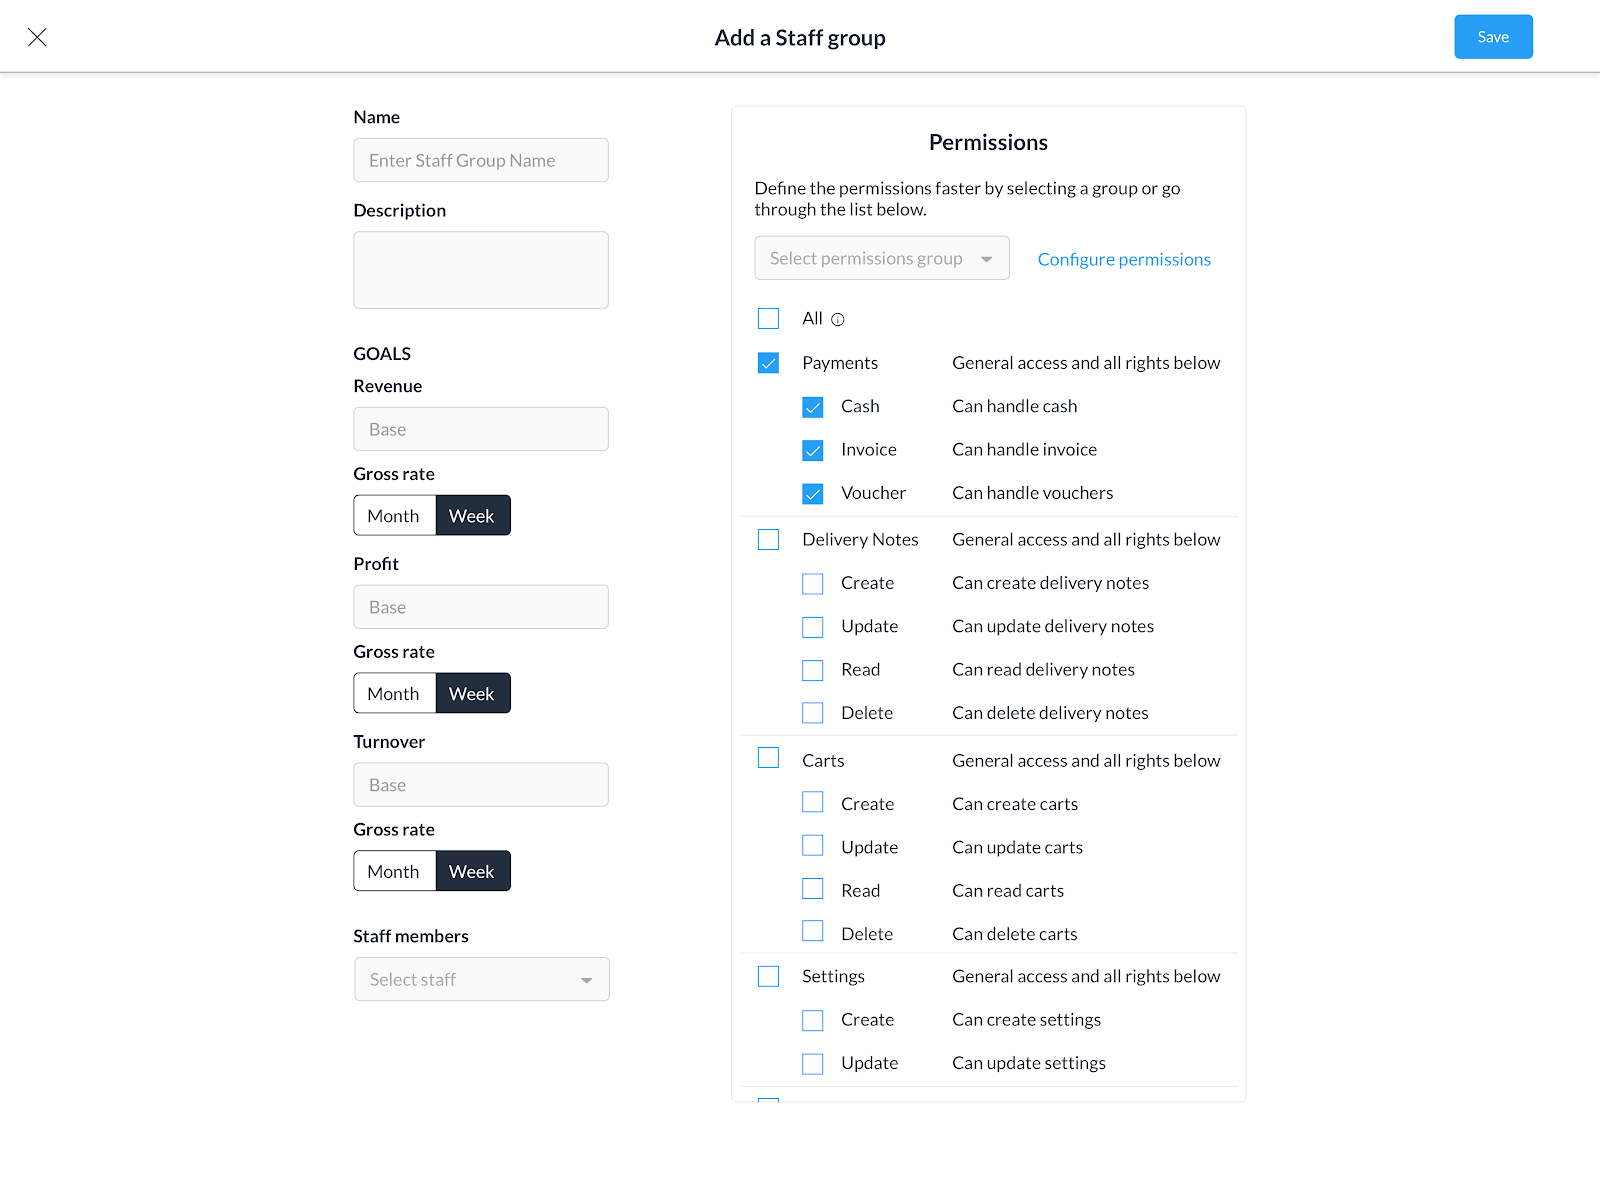 Add a Staff group
Save
Name
Enter Staff Group Name
Description
GOALS
Revenue
Base
Gross rate
Month Week
Profit
Base
Gross rate
Month Week
Turnover
Base
Gross rate
Month Week
Staff members
Select staff
Permissions
Define the permissions faster by selecting a group or go
through the list below.
Select permissions group Configure permissions
All
Payments General access and all rights below
Cash Can handle cash
Invoice Can handle invoice
Voucher Can handle vouchers
Delivery Notes General access and all rights below
Create Can create delivery notes
Update Can update delivery notes
Read Can read delivery notes
Delete Can delete delivery notes
Carts General access and all rights below
Create Can create carts
Update Can update carts
Read Can read carts
Delete Can delete carts
Settings General access and all rights below
Create Can create settings
Update Can update settings